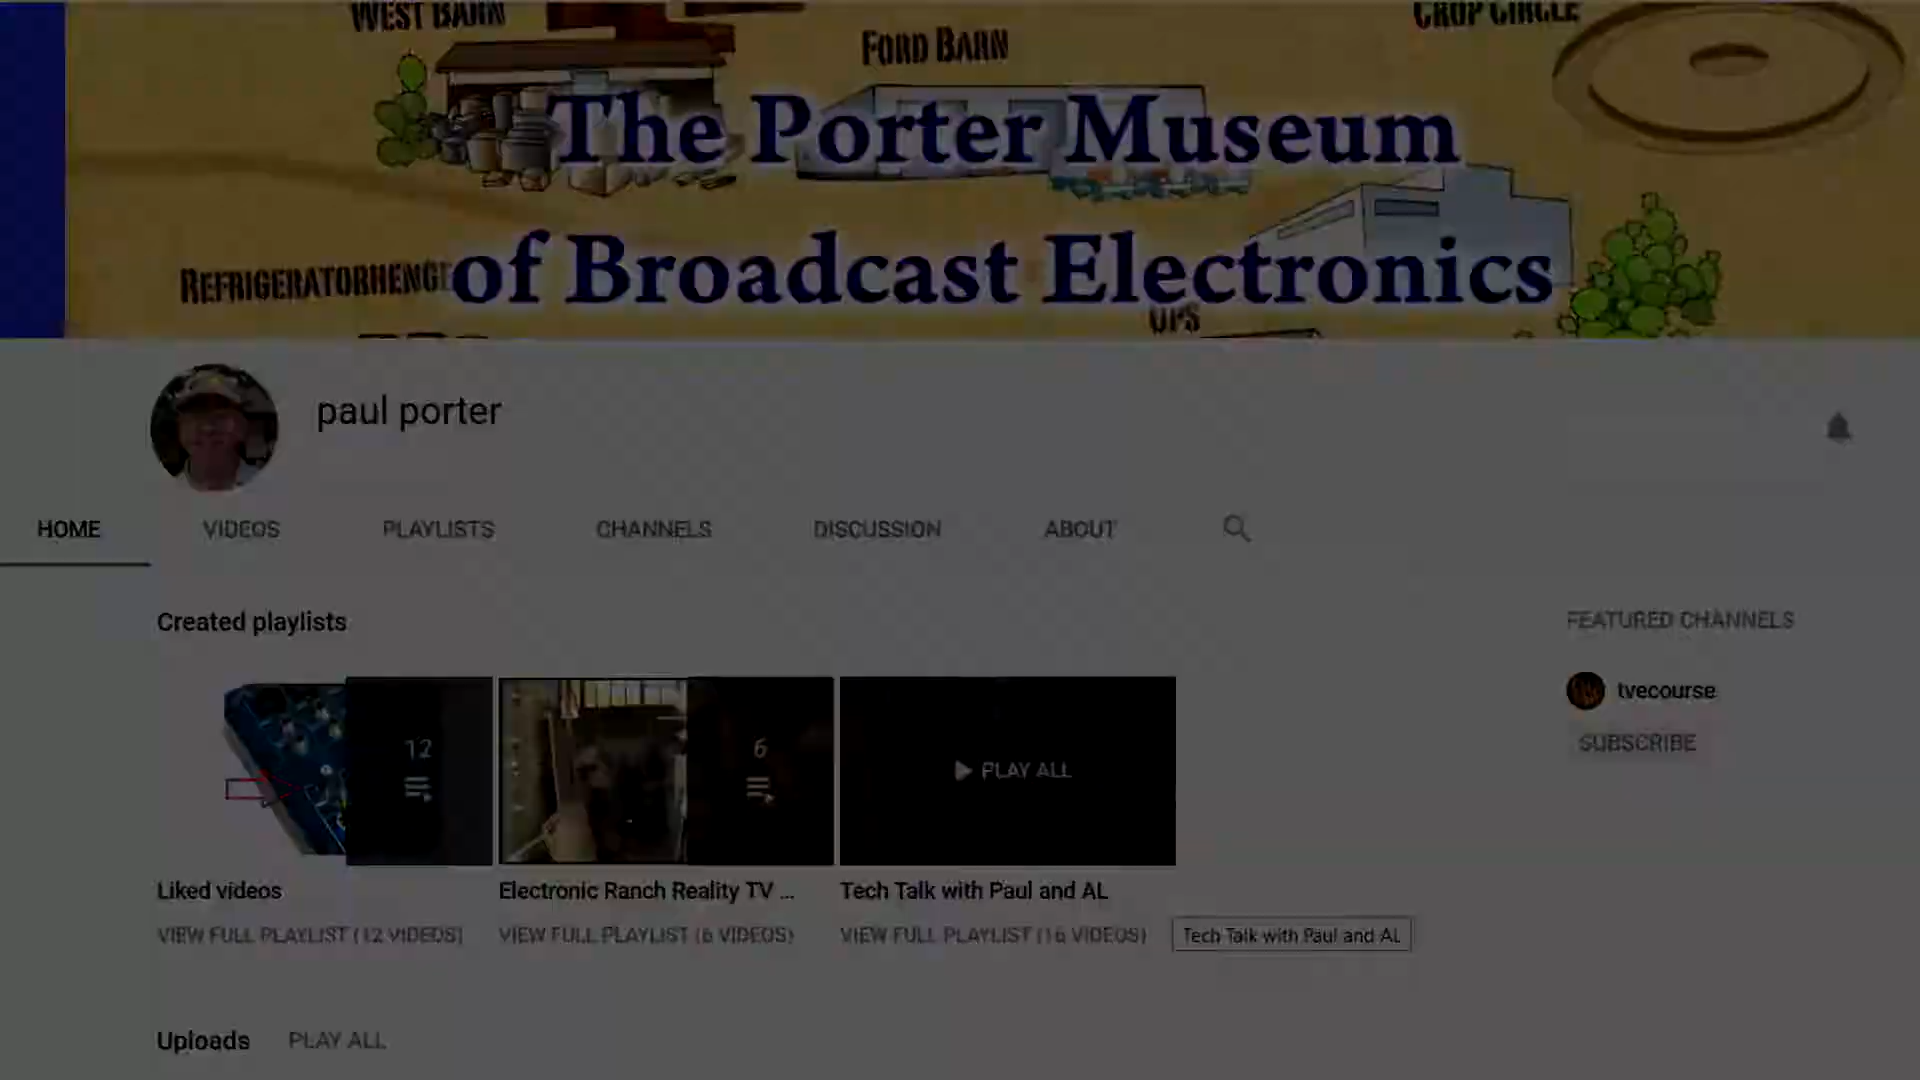 WEST BARN
FORD BARN
CROP CIRCLE
The Porter Museum
of Broadcast Electronics
REFRIGERATORHENGE
OPS
paul porter
HOME VIDEOS PLAYLISTS CHANNELS DISCUSSION ABOUT
Created playlists
FEATURED CHANNELS
tvecourse
SUBSCRIBE
12
6
PLAY ALL
Liked videos
Electronic Ranch Reality TV ...
Tech Talk with Paul and AL
VIEW FULL PLAYLIST (12 VIDEOS)
VIEW FULL PLAYLIST (6 VIDEOS)
VIEW FULL PLAYLIST (16 VIDEOS)
Tech Talk with Paul and AL
Uploads PLAY ALL